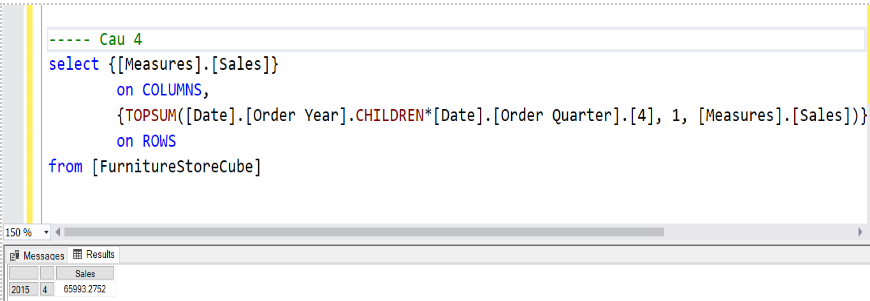 ----- Cau 4
select {[Measures].[Sales]}
on COLUMNS,
{TOPSUM([Date].[Order Year].CHILDREN*[Date].[Order Quarter].[4], 1, [Measures].[Sales])}
on ROWS
from [FurnitureStoreCube]
150 %
Messages Results
Sales
2015 4 65993.2752